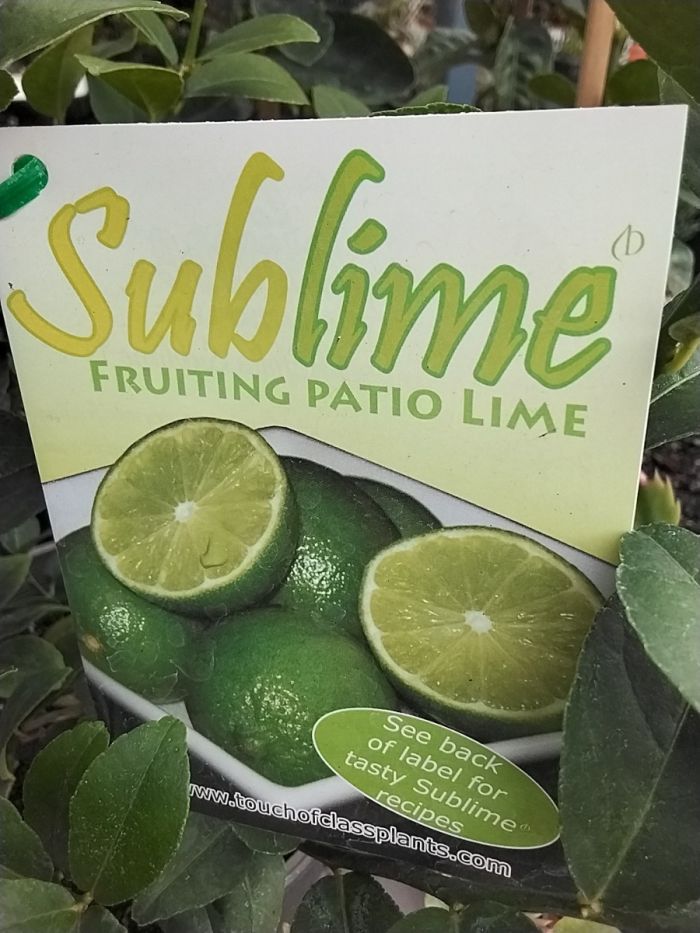 Sublime
FRUITING PATIO LIME
See back
of label for
tasty Sublime
recipes
www.touchofclassplants.com